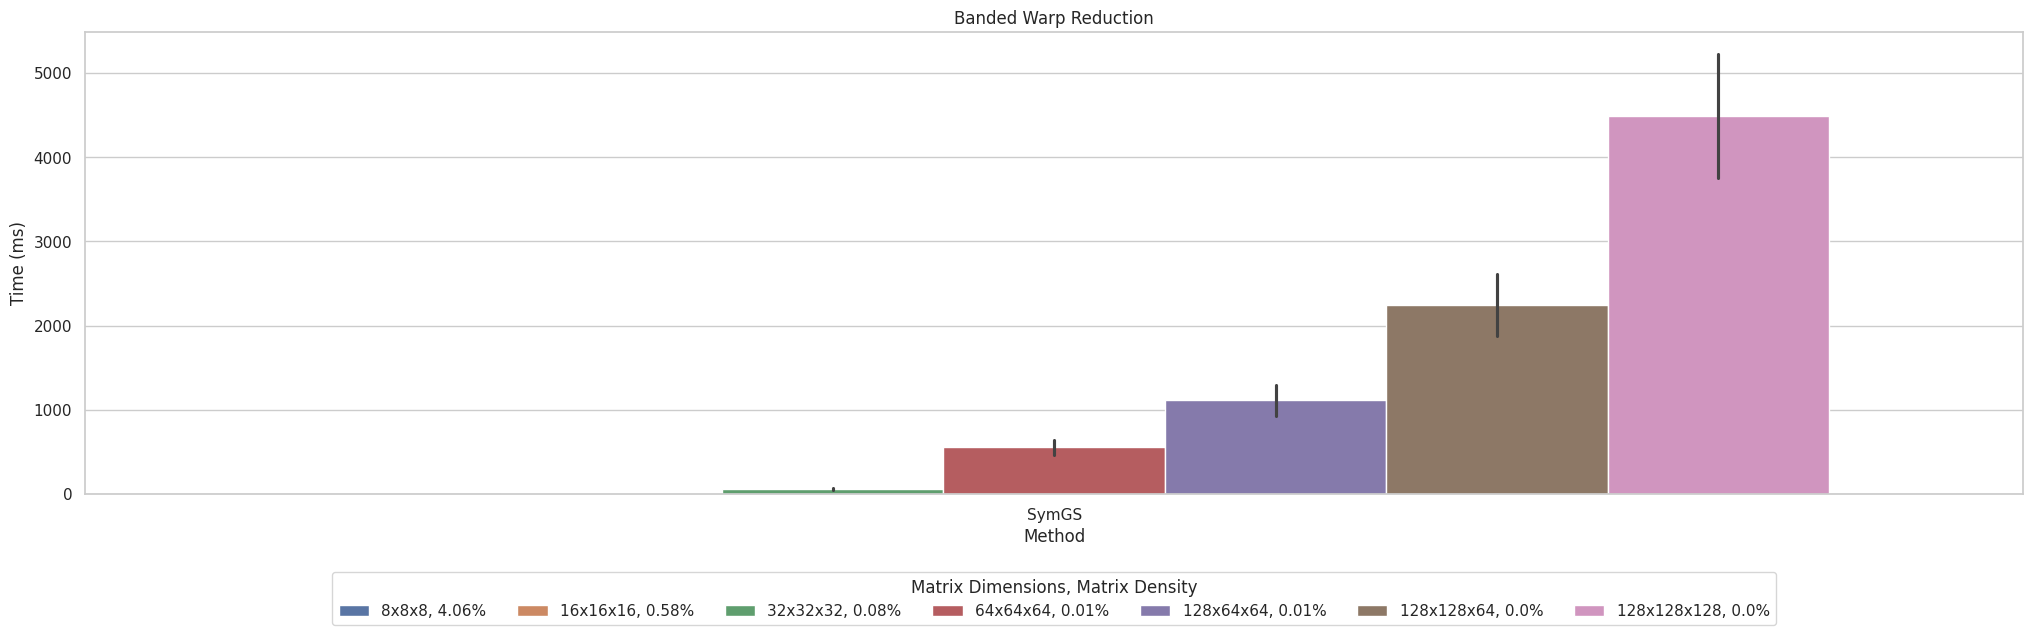 Banded Warp Reduction
Time (ms)
5000
4000
3000
2000
1000
0
SymGS
Method
Matrix Dimensions, Matrix Density
8x8x8, 4.06% 16x16x16, 0.58% 32x32x32, 0.08% 64x64x64, 0.01% 128x64x64, 0.01% 128x128x64, 0.0% 128x128x128, 0.0%